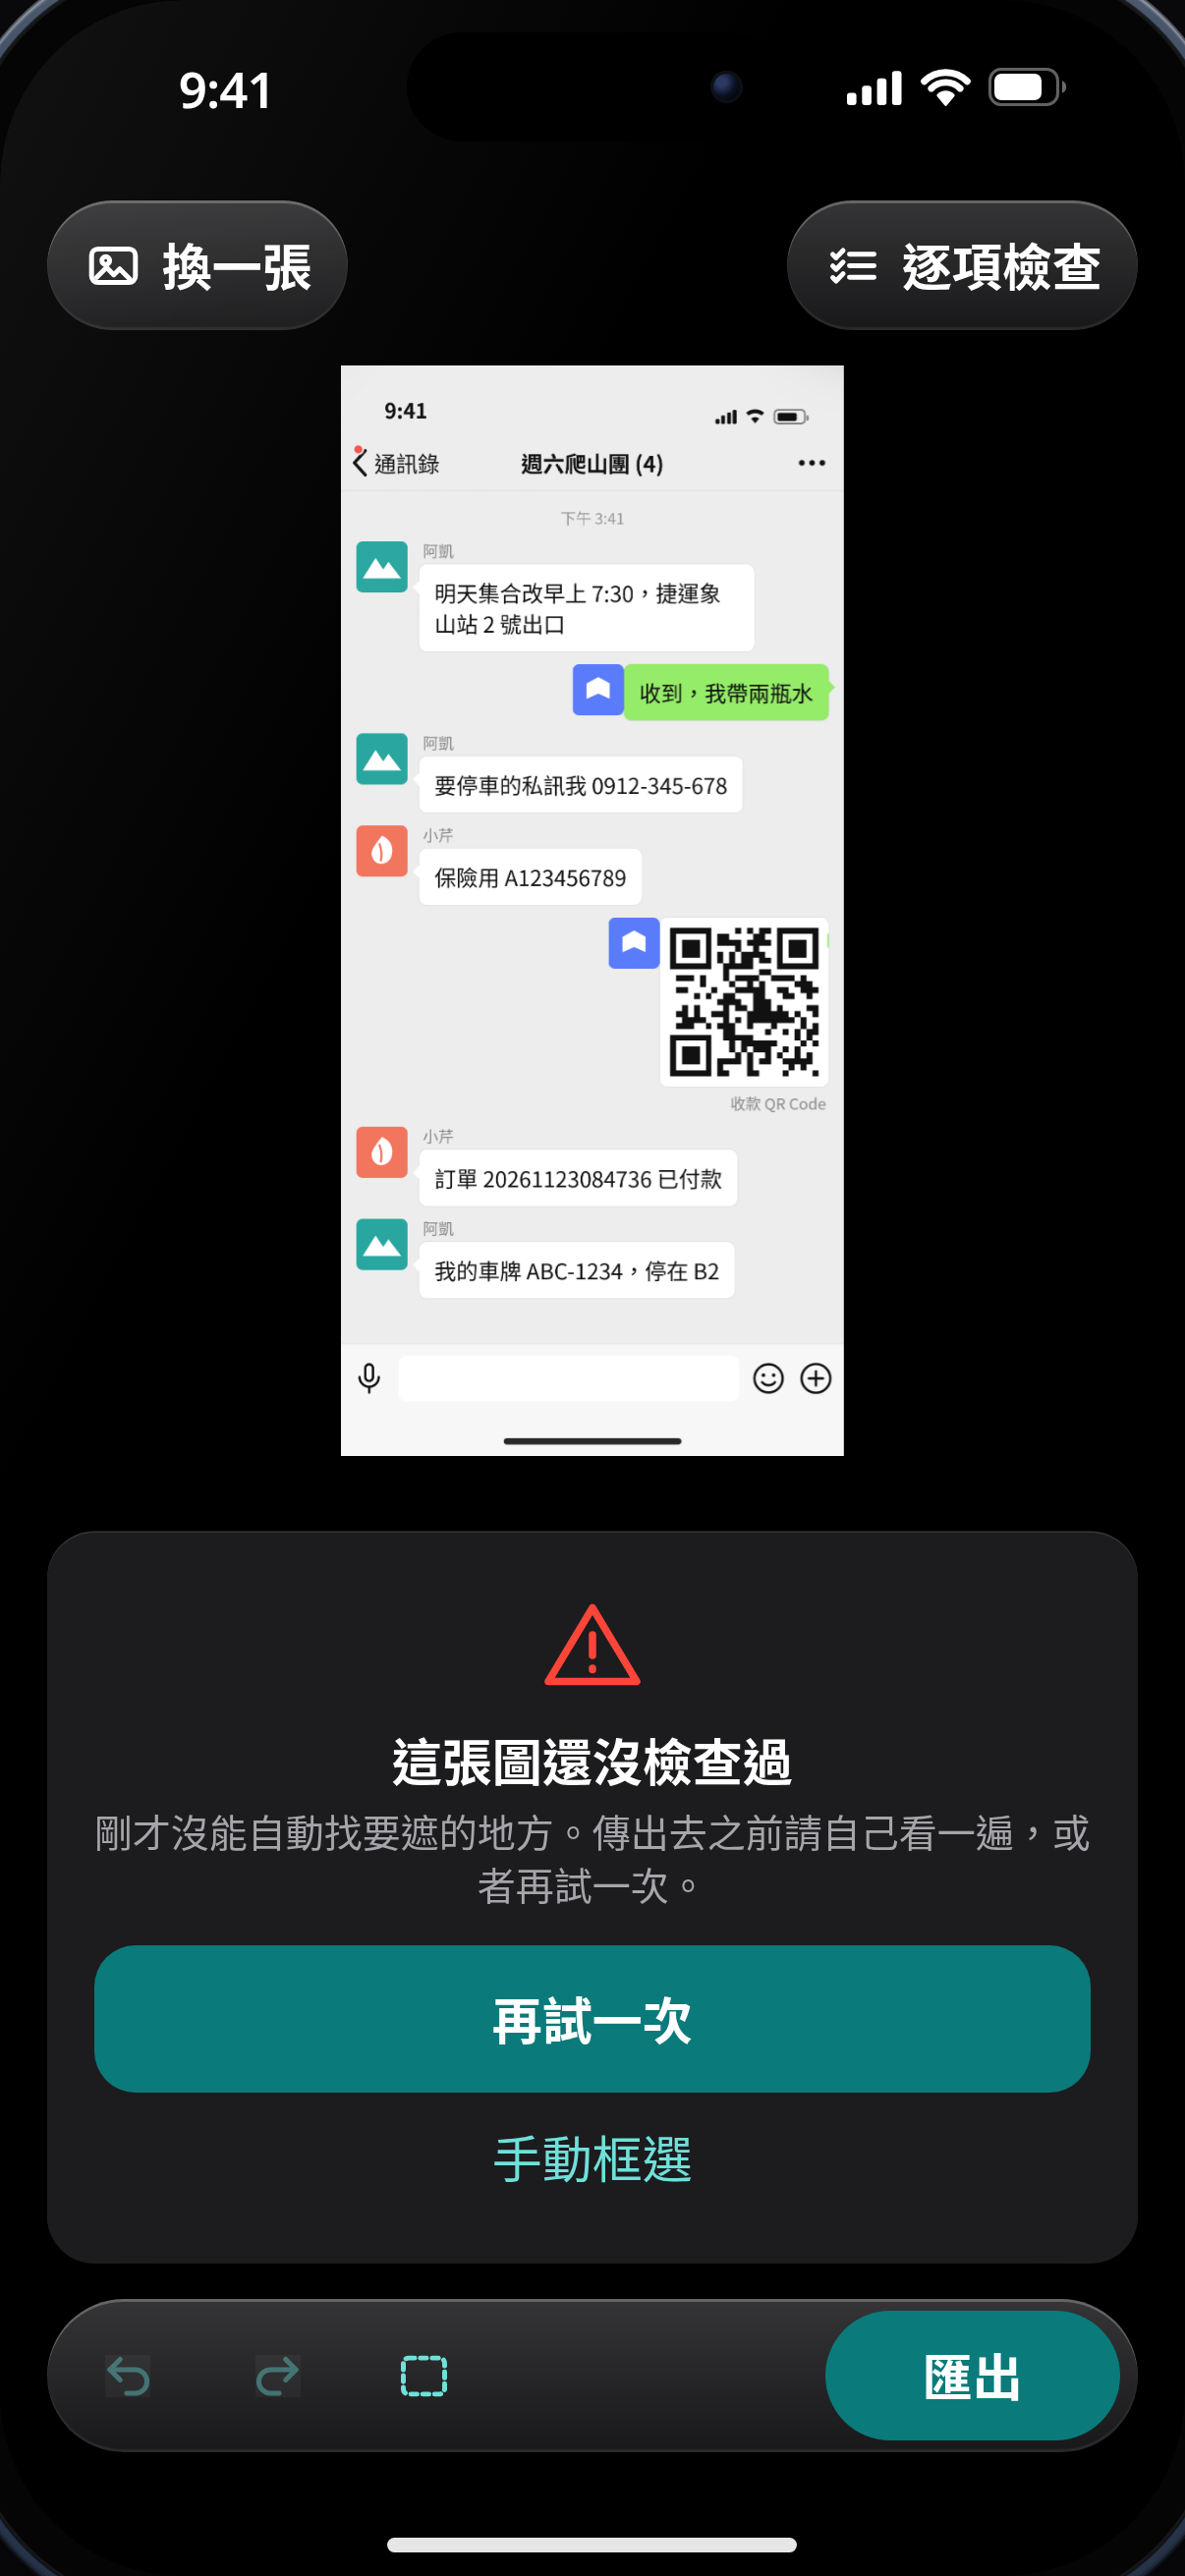 9:41
換一張
逐項檢查
9:41
通訊錄
週六爬山團 (4)
下午 3:41
阿凱
明天集合改早上 7:30，捷運象
山站 2 號出口
收到，我帶兩瓶水
阿凱
要停車的私訊我 0912-345-678
小芹
保險用 A123456789
收款 QR Code
小芹
訂單 20261123084736 已付款
阿凱
我的車牌 ABC-1234，停在 B2
這張圖還沒檢查過
剛才沒能自動找要遮的地方。傳出去之前請自己看一遍，或
者再試一次。
再試一次
手動框選
匯出